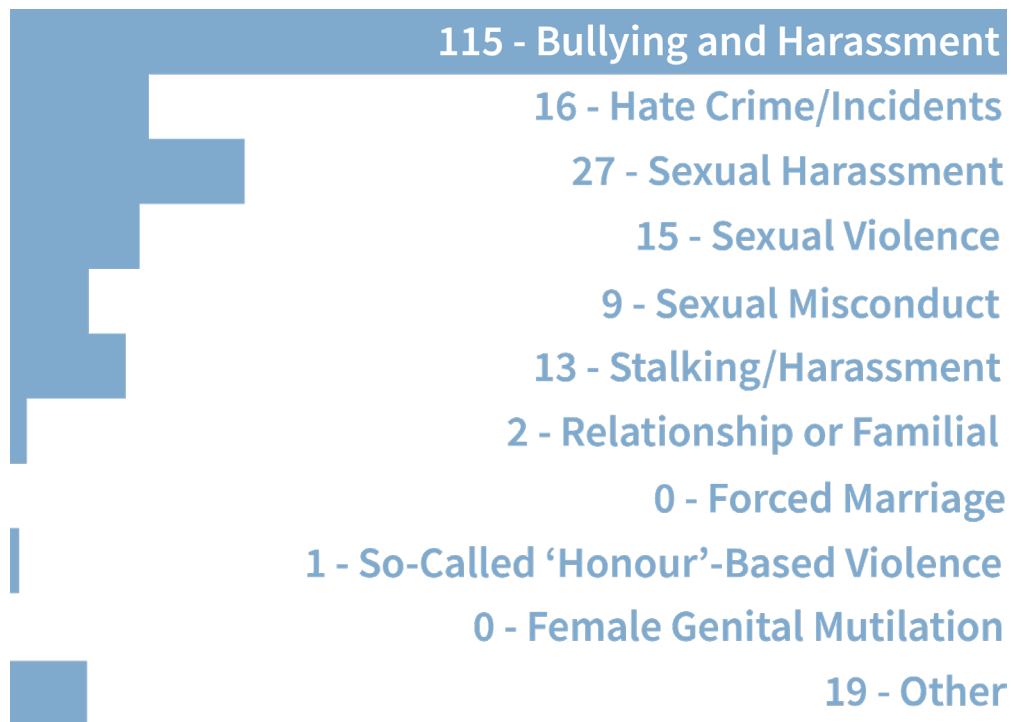 115 - Bullying and Harassment
16 - Hate Crime/Incidents
27 - Sexual Harassment
15 - Sexual Violence
9 - Sexual Misconduct
13 - Stalking/Harassment
2 - Relationship or Familial
0 - Forced Marriage
1 - So-Called ‘Honour’-Based Violence
0 - Female Genital Mutilation
19 - Other